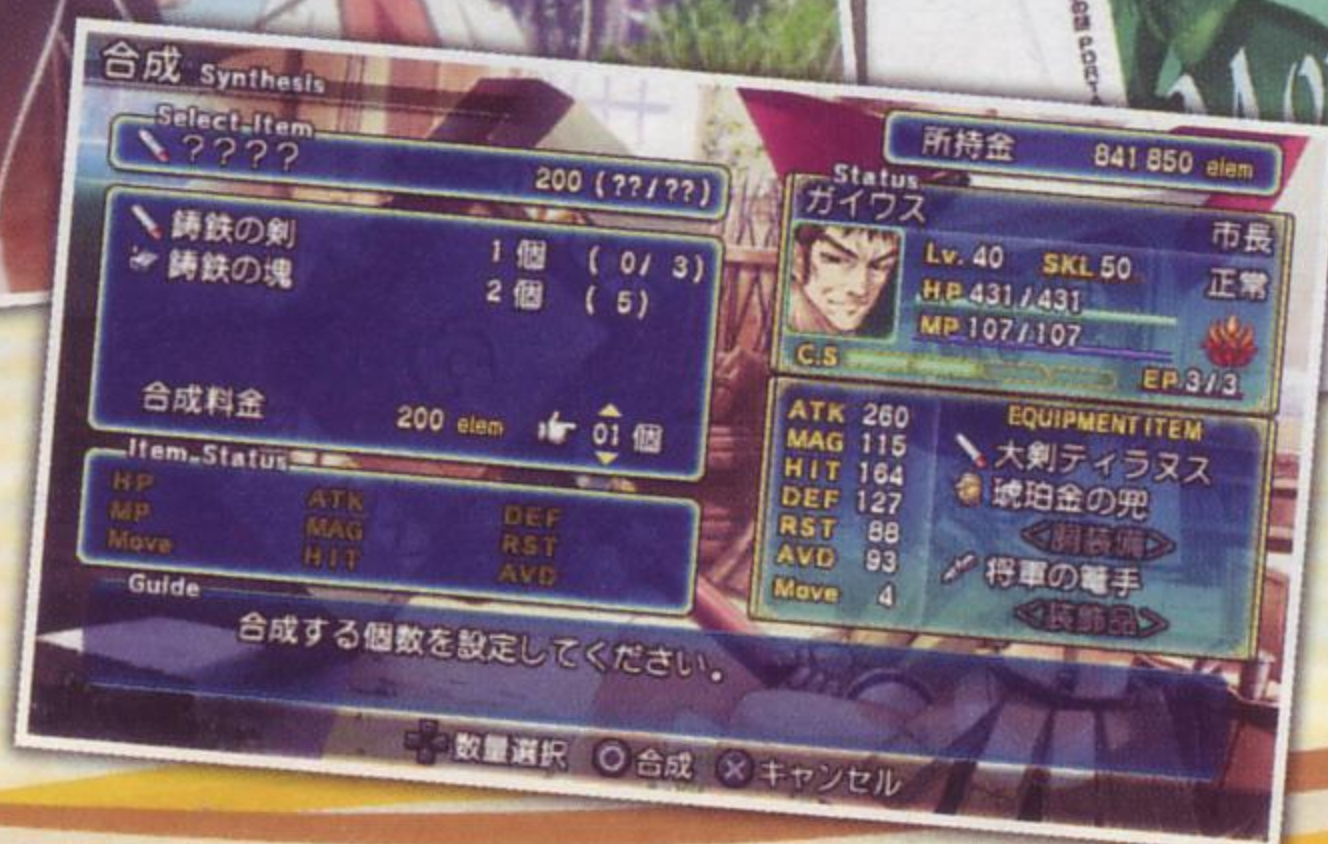 合成 Synthesis
Select Item
????
200 (??/??)
鋳鉄の剣 1個 ( 0/ 3)
鋳鉄の塊 2個 ( 5)
合成料金 200 elem 01 個
Item Status
HP ATK DEF
MP MAG RST
Move HIT AVD
Guide
合成する個数を設定してください。
数量選択 合成 キャンセル
所持金 841 850 elem
Status
ガイウス 市長
Lv. 40 SKL 50 正常
HP 431/431
MP 107/107
C.S EP 3/3
ATK 260
MAG 115
HIT 164
DEF 127
RST 88
AVD 93
Move 4
EQUIPMENT ITEM
大剣ティラヌス
琥珀金の兜
<胴装備>
将軍の篭手
<装飾品>